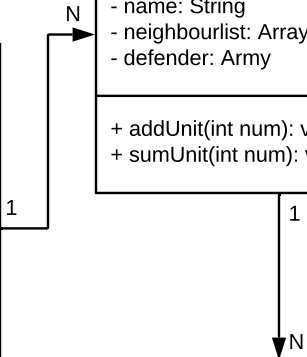 N
- name: String
- neighbourlist: Array
- defender: Army
+ addUnit(int num):
+ sumUnit(int num):
1
1
N